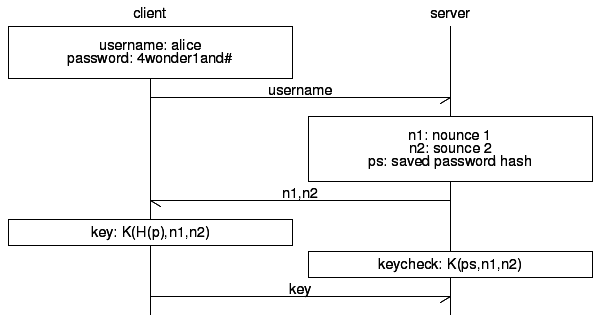 client
server
username: alice
password: 4wonder1and#
username
n1: nounce 1
n2: sounce 2
ps: saved password hash
n1,n2
key: K(H(p),n1,n2)
keycheck: K(ps,n1,n2)
key